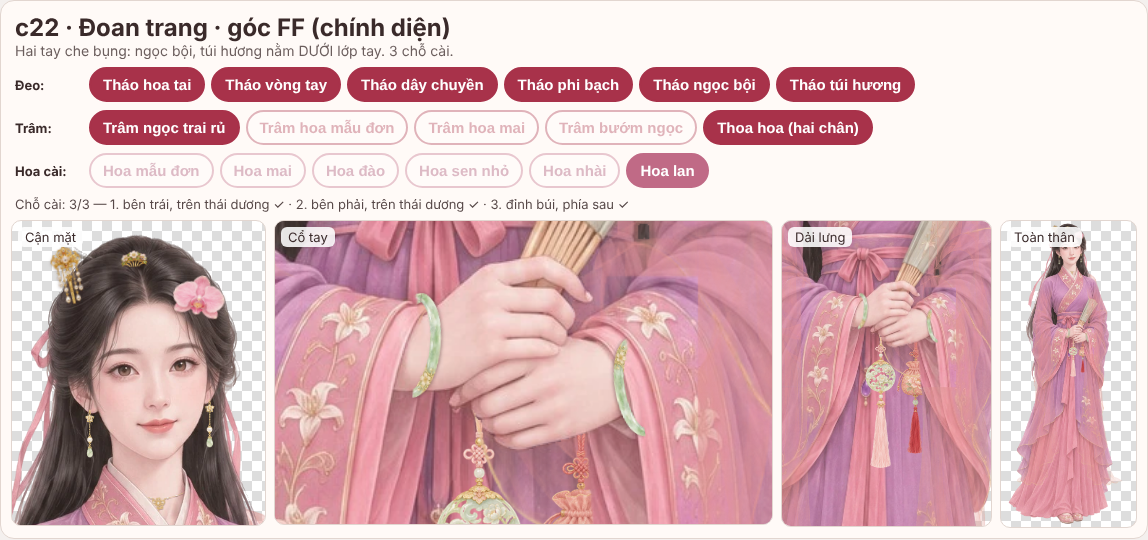 c22 · Đoan trang · góc FF (chính diện)
Hai tay che bụng: ngọc bội, túi hương nằm DƯỚI lớp tay. 3 chỗ cài.
Đeo: Tháo hoa tai Tháo vòng tay Tháo dây chuyền Tháo phi bạch Tháo ngọc bội Tháo túi hương
Trâm: Trâm ngọc trai rủ Trâm hoa mẫu đơn Trâm hoa mai Trâm bướm ngọc Thoa hoa (hai chân)
Hoa cài: Hoa mẫu đơn Hoa mai Hoa đào Hoa sen nhỏ Hoa nhài Hoa lan
Chỗ cài: 3/3 — 1. bên trái, trên thái dương ✓ · 2. bên phải, trên thái dương ✓ · 3. đỉnh búi, phía sau ✓
Cận mặt Cổ tay Dải lưng Toàn thân